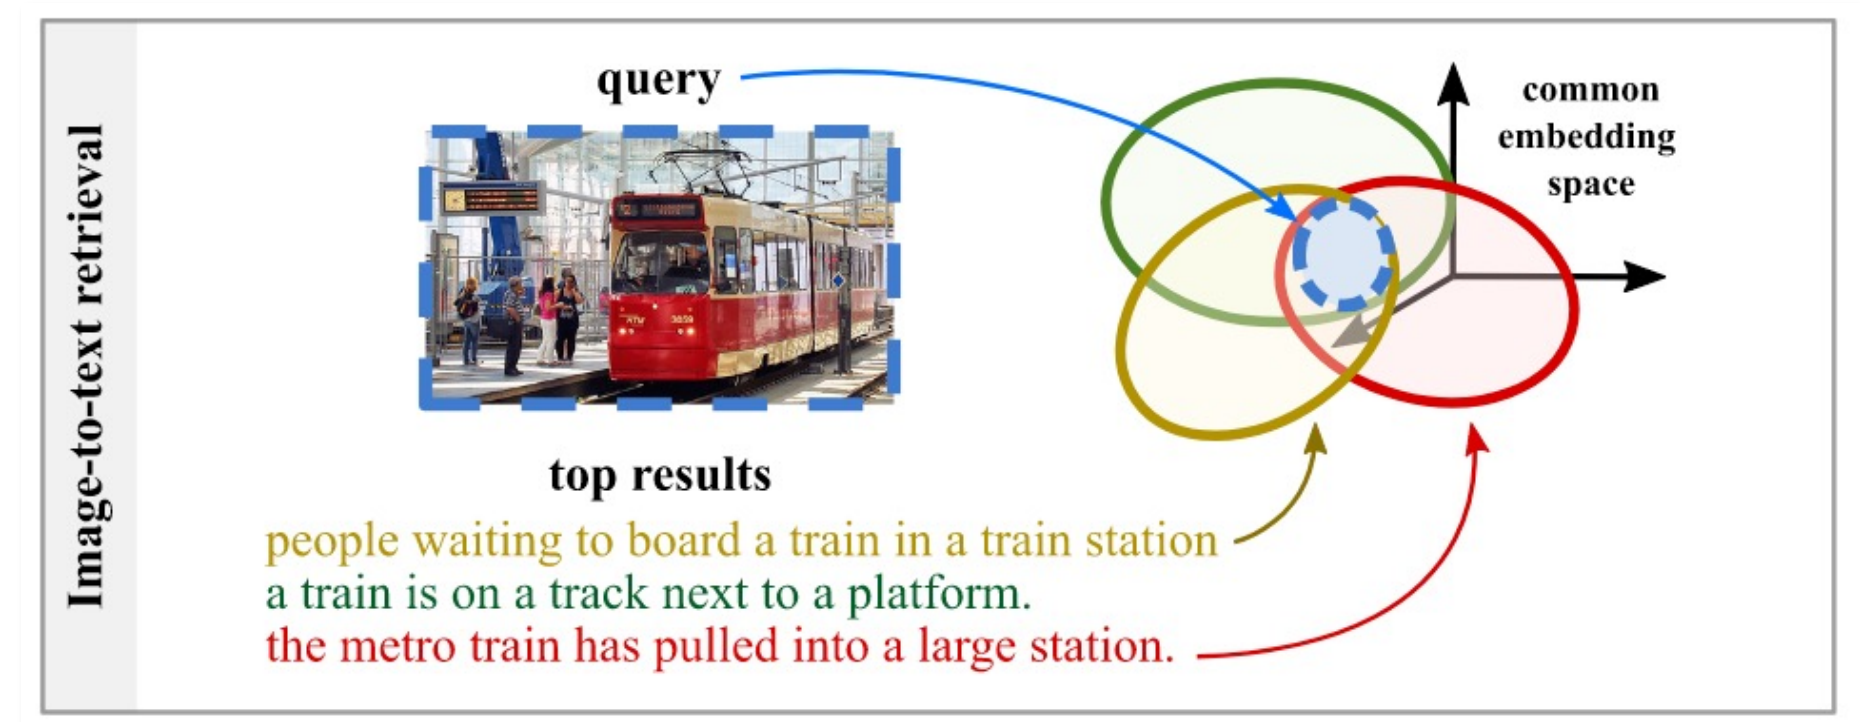 Image-to-text retrieval
query
common
embedding
space
3059
top results
people waiting to board a train in a train station
a train is on a track next to a platform.
the metro train has pulled into a large station.